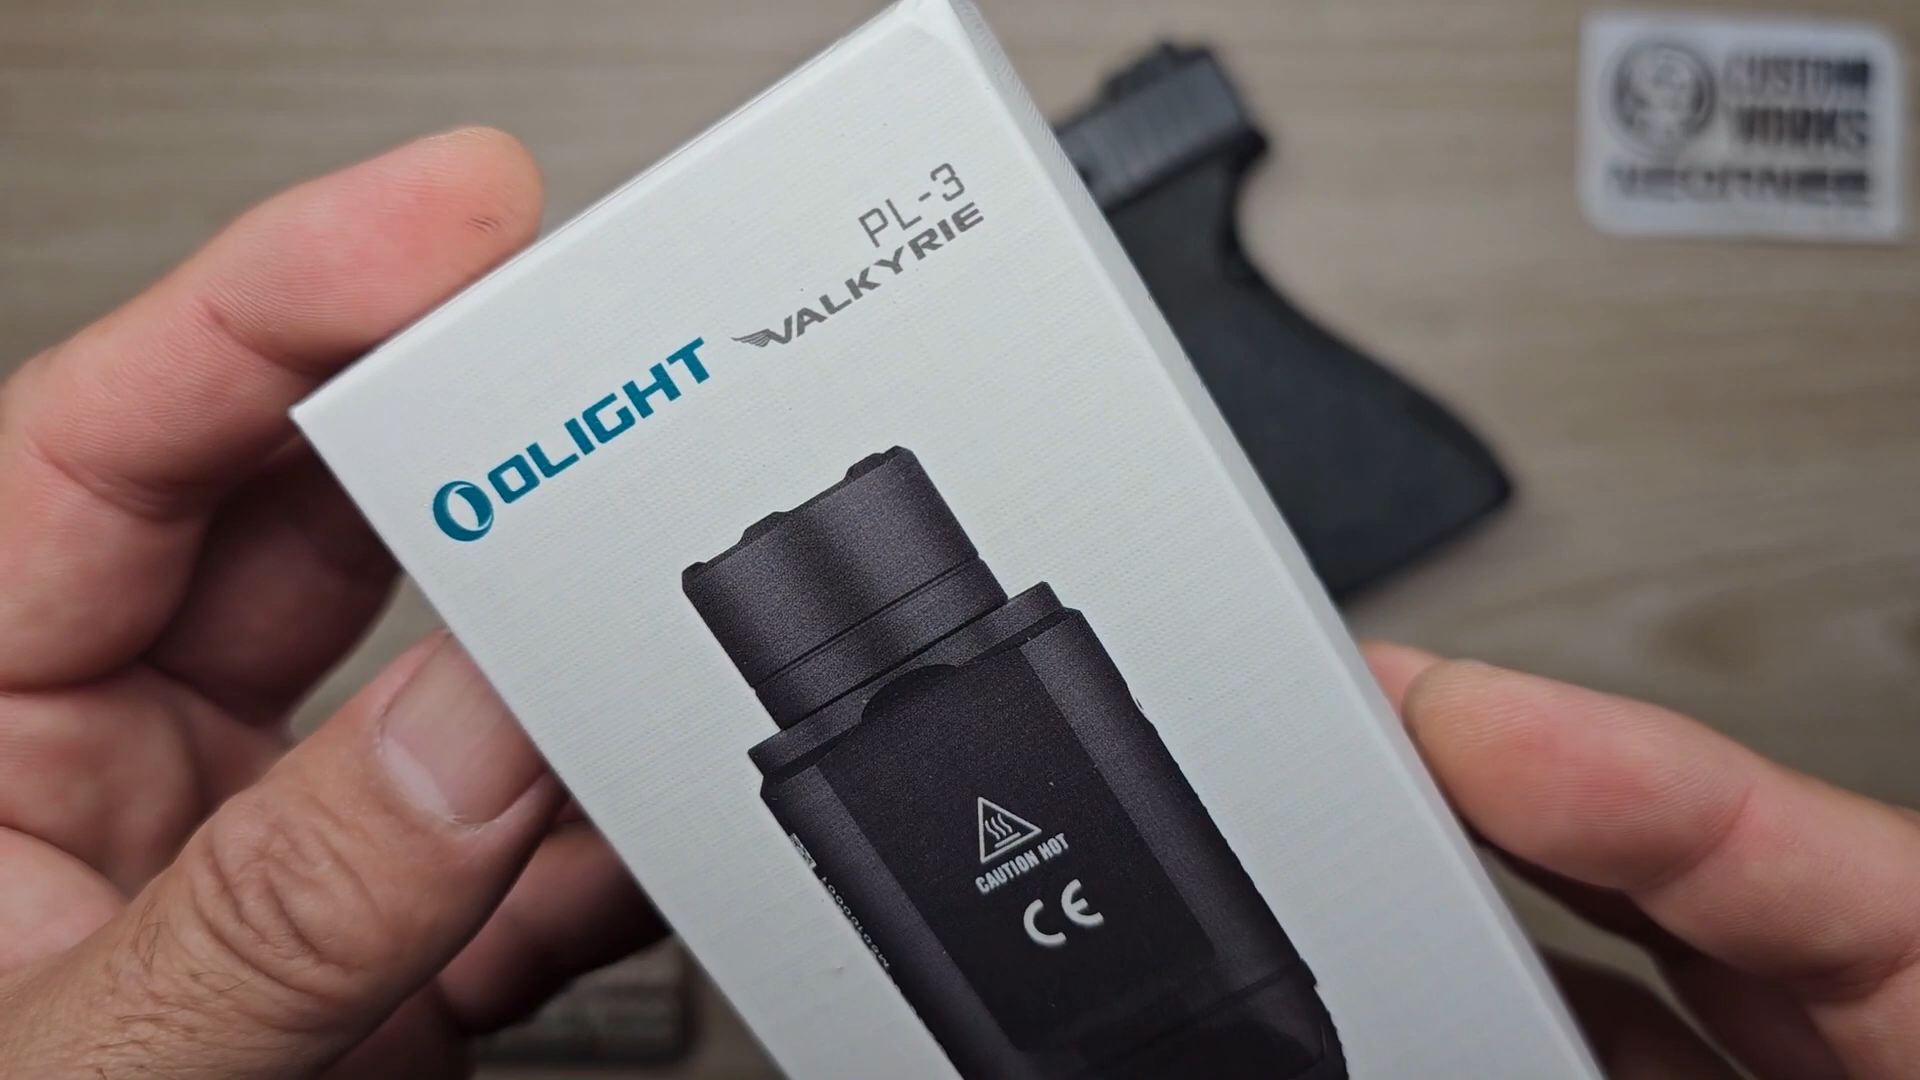 PL-3
VALKYRIE
OLIGHT
CAUTION HOT
CE
CUSTOM
WORKS